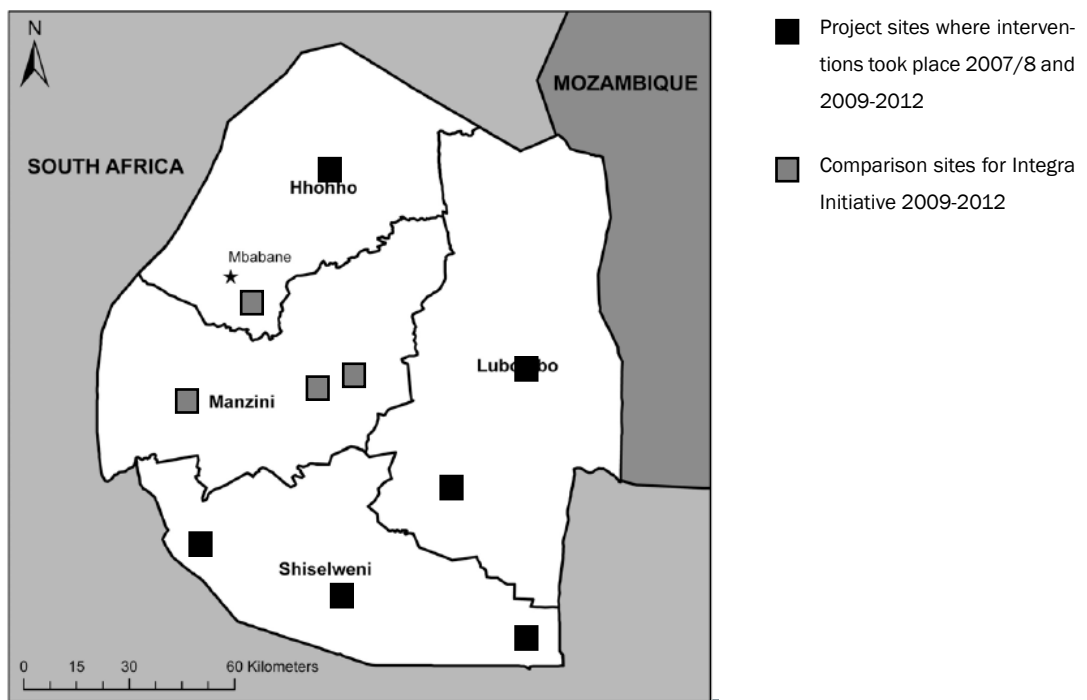 N
MOZAMBIQUE
SOUTH AFRICA
Hhohho
Mbabane
Lubombo
Manzini
Shiselweni
0 15 30 60 Kilometers
Project sites where interven-
tions took place 2007/8 and
2009-2012
Comparison sites for Integra
Initiative 2009-2012